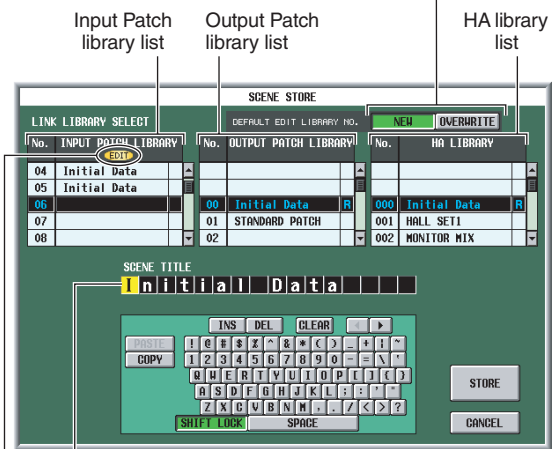 Input Patch library list
Output Patch library list
HA library list
SCENE STORE
LINK LIBRARY SELECT
DEFAULT EDIT LIBRARY NO.
NEW
OVERWRITE
No. INPUT PATCH LIBRARY
EDIT
04 Initial Data
05 Initial Data
06
07
08
No. OUTPUT PATCH LIBRARY
00 Initial Data R
01 STANDARD PATCH
02
No. HA LIBRARY
000 Initial Data R
001 HALL SET1
002 MONITOR MIX
SCENE TITLE
Initial Data
INS DEL CLEAR
PASTE ! @ # $ % ^ & * ( ) _ + | ~
COPY 1 2 3 4 5 6 7 8 9 0 - = \ '
Q W E R T Y U I O P [ ] { }
A S D F G H J K L ; : ' "
Z X C V B N M , . / < > ?
SHIFT LOCK SPACE
STORE
CANCEL